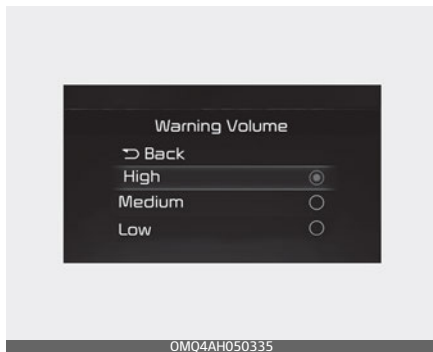 Warning Volume
Back
High
Medium
Low
OMQ4AH050335